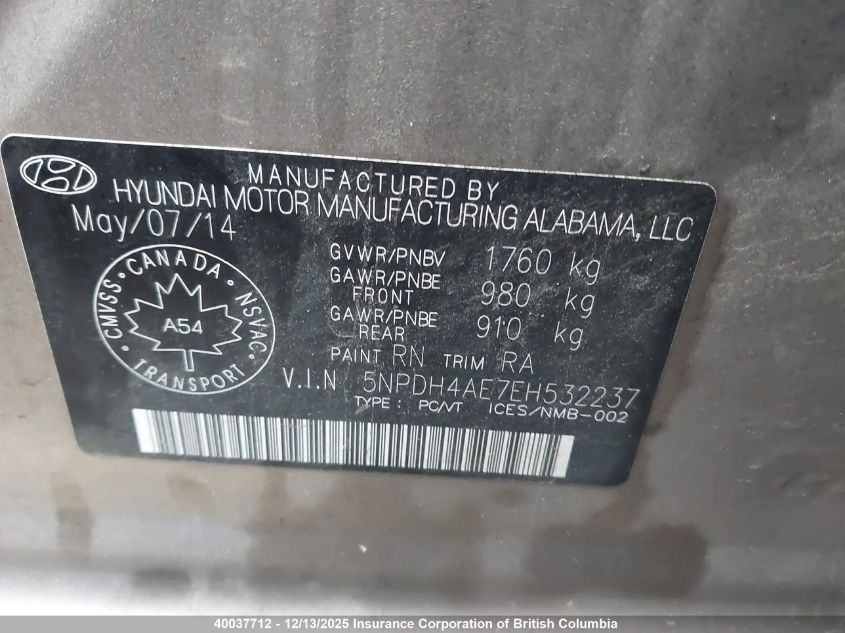 MANUFACTURED BY
HYUNDAI MOTOR MANUFACTURING ALABAMA, LLC
May/07/14
GVWR/PNBV 1760 kg
GAWR/PNBE FRONT 980 kg
GAWR/PNBE REAR 910 kg
PAINT RN TRIM RA
CANADA
CMVSS · NSVAC
A54
TRANSPORT
V.I.N 5NPDH4AE7EH532237
TYPE : PC/VT ICES/NMB-002
40037712 - 12/13/2025 Insurance Corporation of British Columbia